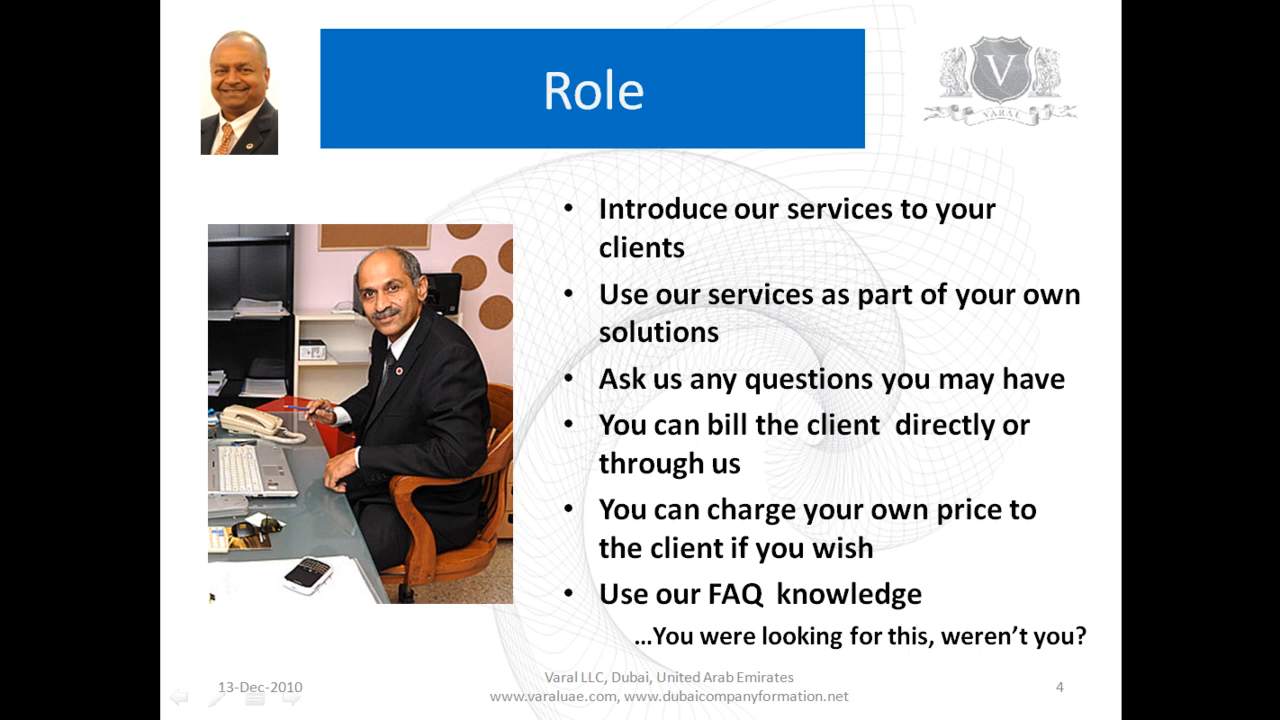 Role
V
VARAL
• Introduce our services to your
clients
• Use our services as part of your own
solutions
• Ask us any questions you may have
• You can bill the client  directly or
through us
• You can charge your own price to
the client if you wish
• Use our FAQ  knowledge
...You were looking for this, weren't you?
13-Dec-2010
Varal LLC, Dubai, United Arab Emirates
www.varaluae.com, www.dubaicompanyformation.net
4